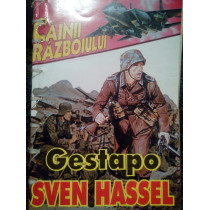 CÂINII
RĂZBOIULUI
Gestapo
SVEN HASSEL